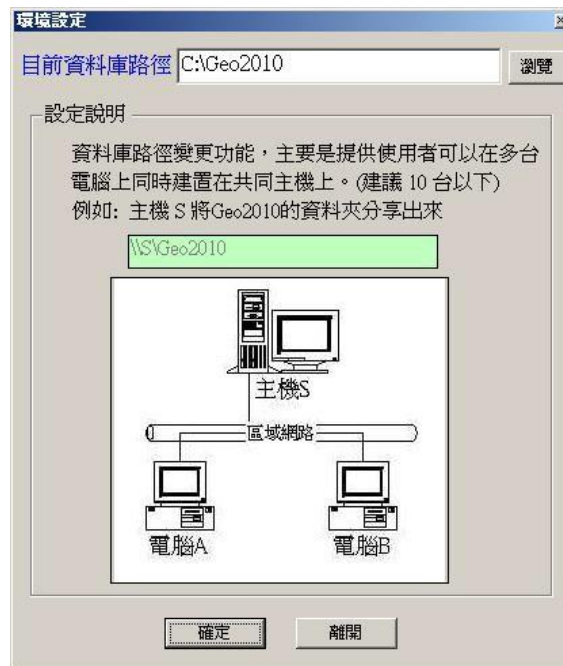 環境設定
目前資料庫路徑 C:\Geo2010 瀏覽
設定說明
資料庫路徑變更功能，主要是提供使用者可以在多台
電腦上同時建置在共同主機上。(建議 10 台以下)
例如: 主機 S 將Geo2010的資料夾分享出來
\\S\Geo2010
主機S
區域網路
電腦A 電腦B
確定 離開